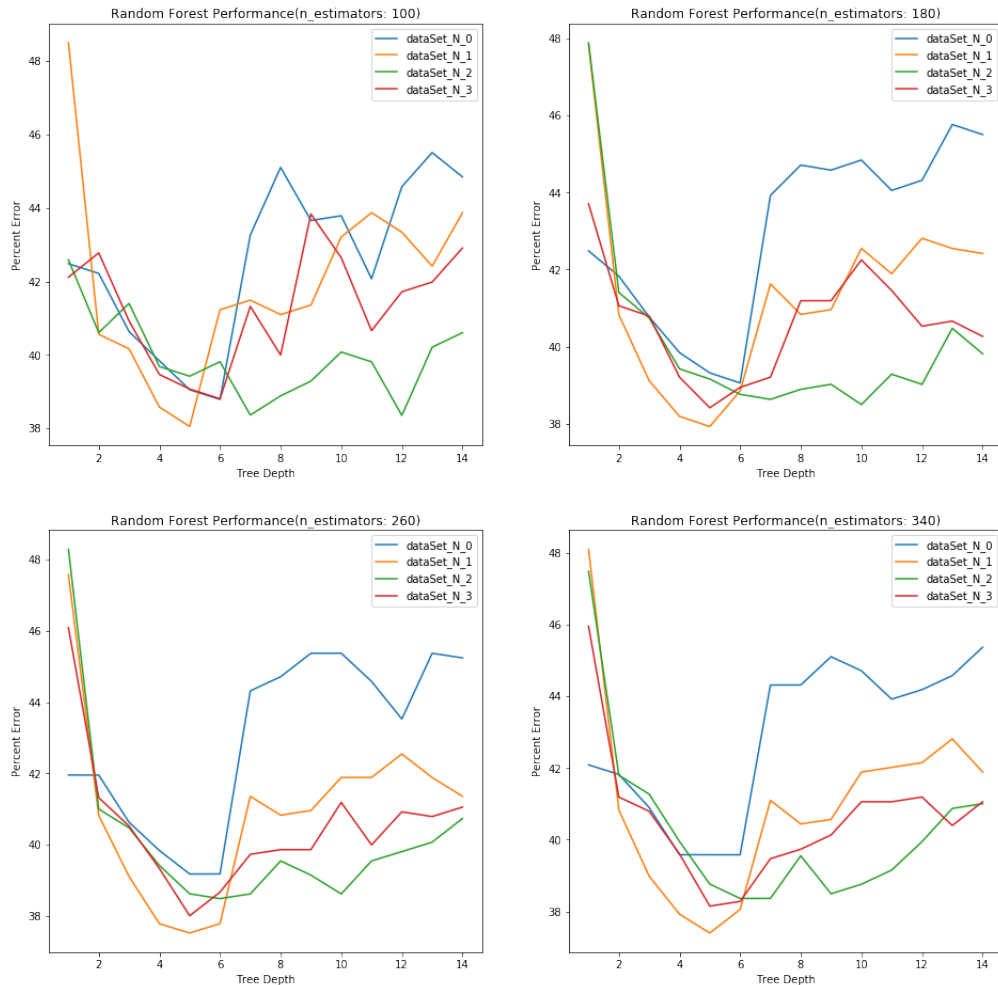 Random Forest Performance(n_estimators: 100)
dataSet_N_0
dataSet_N_1
dataSet_N_2
dataSet_N_3
48
46
44
42
40
38
Percent Error
2 4 6 8 10 12 14
Tree Depth
Random Forest Performance(n_estimators: 180)
dataSet_N_0
dataSet_N_1
dataSet_N_2
dataSet_N_3
48
46
44
42
40
38
Percent Error
2 4 6 8 10 12 14
Tree Depth
Random Forest Performance(n_estimators: 260)
dataSet_N_0
dataSet_N_1
dataSet_N_2
dataSet_N_3
48
46
44
42
40
38
Percent Error
2 4 6 8 10 12 14
Tree Depth
Random Forest Performance(n_estimators: 340)
dataSet_N_0
dataSet_N_1
dataSet_N_2
dataSet_N_3
48
46
44
42
40
38
Percent Error
2 4 6 8 10 12 14
Tree Depth